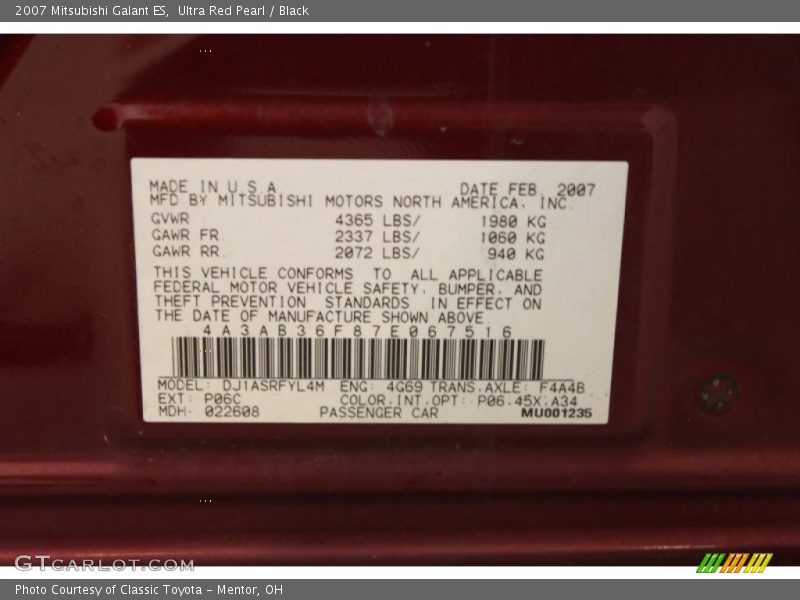 2007 Mitsubishi Galant ES, Ultra Red Pearl / Black
MADE IN U.S.A. DATE FEB. 2007
MFD BY MITSUBISHI MOTORS NORTH AMERICA, INC.
GVWR 4365 LBS/ 1980 KG
GAWR FR. 2337 LBS/ 1060 KG
GAWR RR. 2072 LBS/ 940 KG
THIS VEHICLE CONFORMS TO ALL APPLICABLE
FEDERAL MOTOR VEHICLE SAFETY, BUMPER, AND
THEFT PREVENTION STANDARDS IN EFFECT ON
THE DATE OF MANUFACTURE SHOWN ABOVE
4A3AB36F87E067516
MODEL: DJ1ASRFYL4M ENG: 4G69 TRANS.AXLE: F4A4B
EXT: P06C COLOR.INT.OPT: P06.45X.A34
MDH: 022608 PASSENGER CAR MU001235
GTCARLOT.COM
Photo Courtesy of Classic Toyota - Mentor, OH